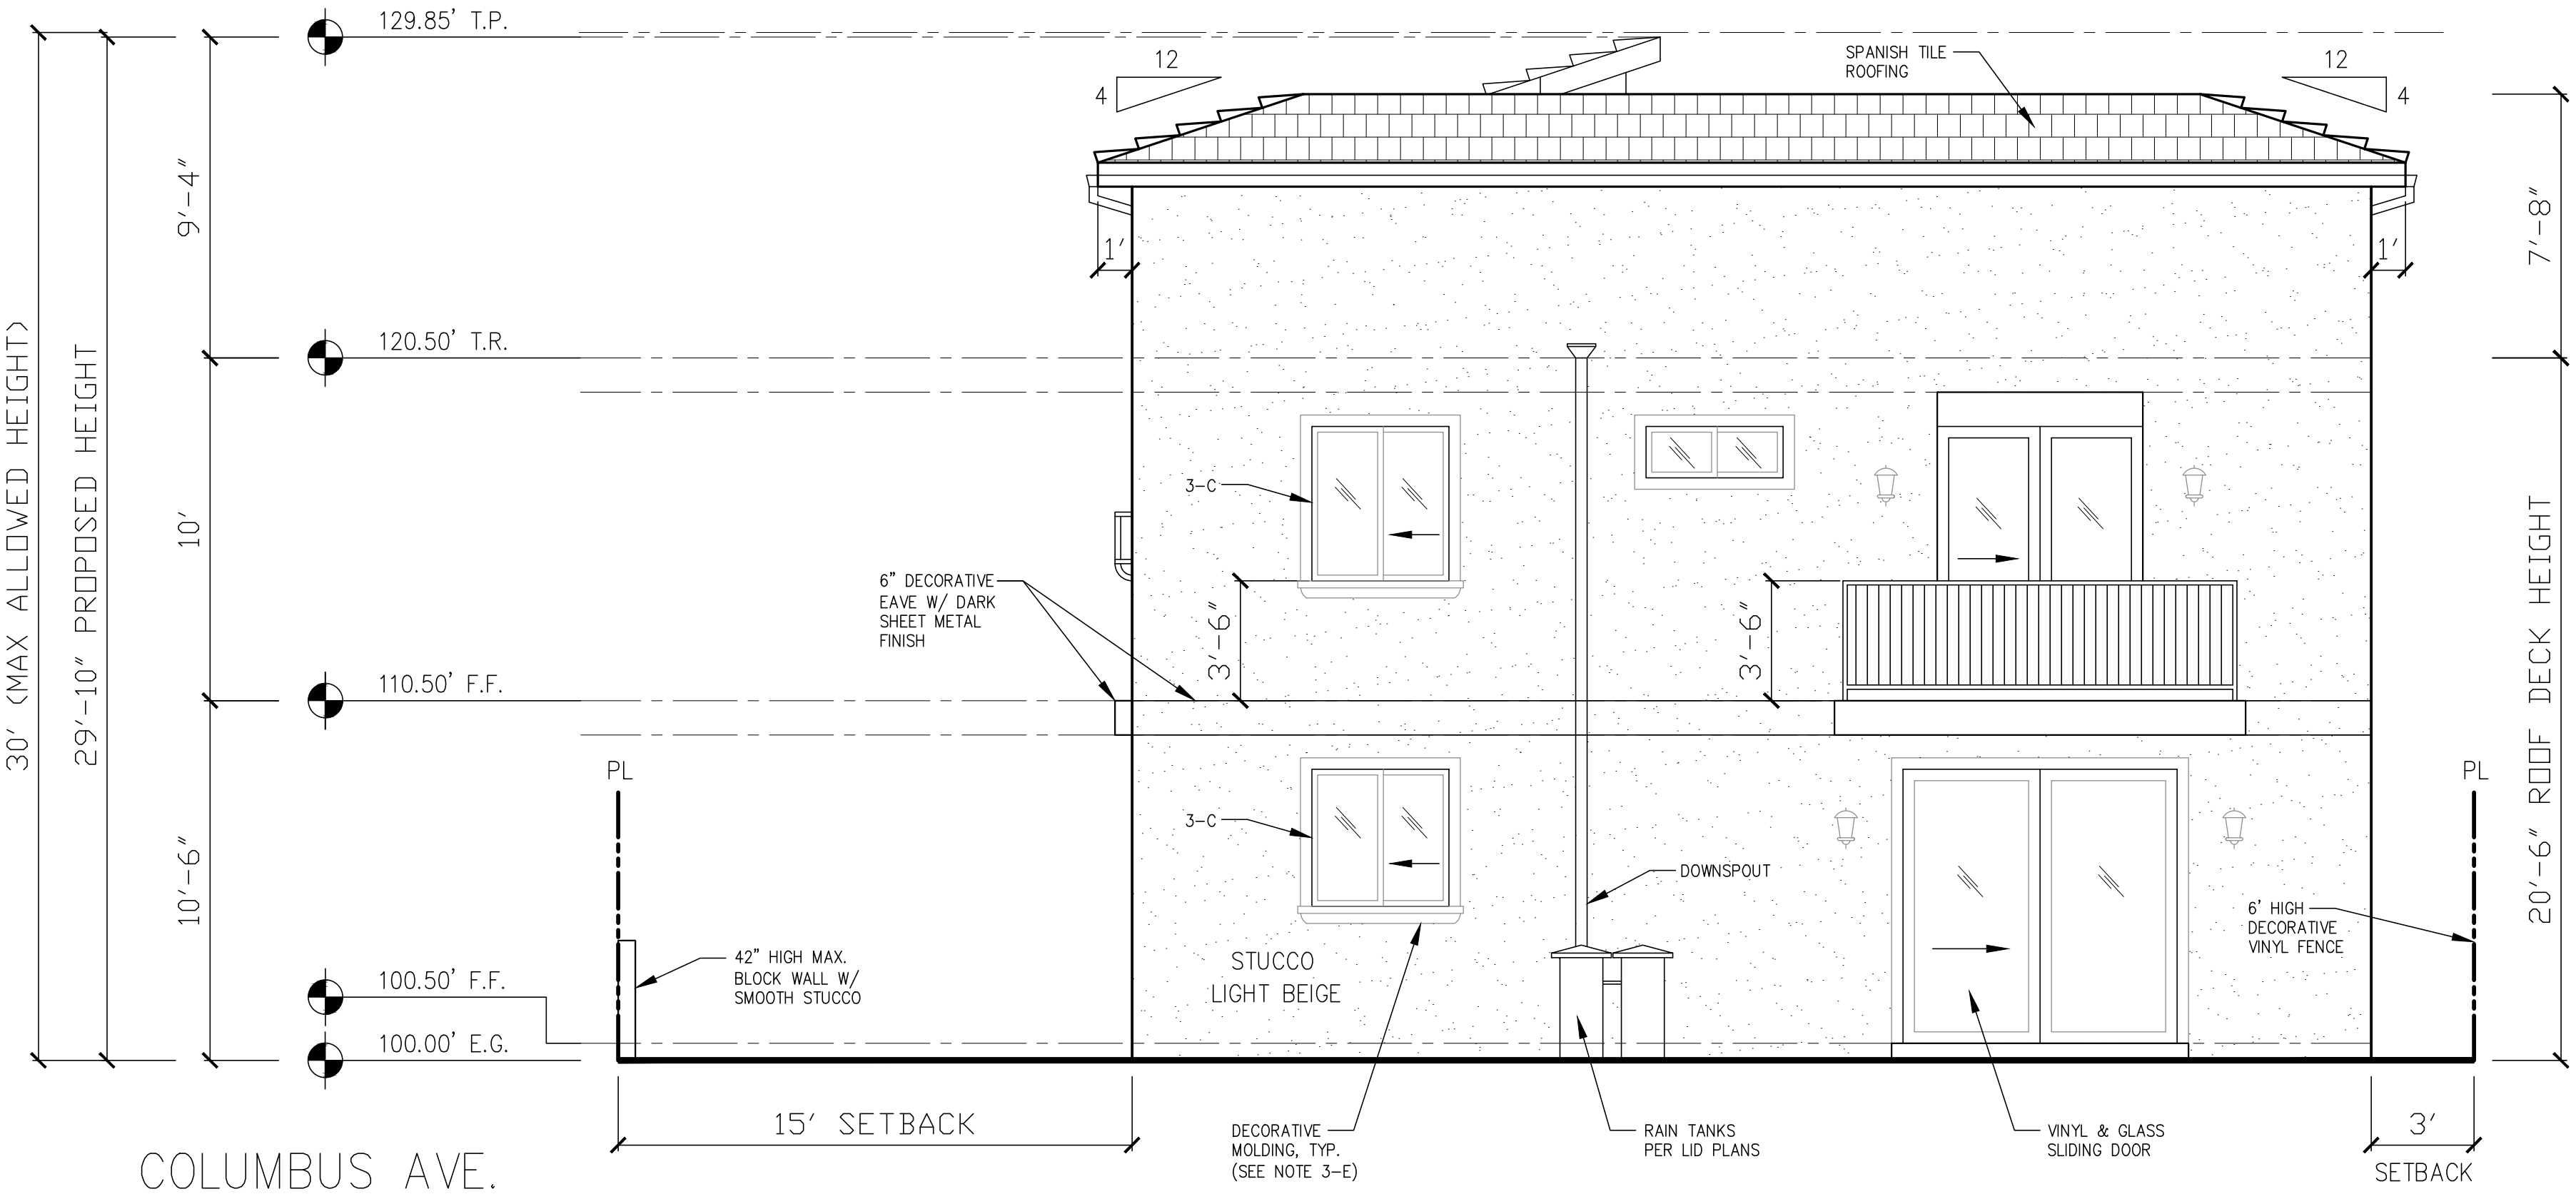 129.85' T.P.
SPANISH TILE
ROOFING
12
4
12
4
9'-4"
7'-8"
1'
1'
120.50' T.R.
30' (MAX ALLOWED HEIGHT)
29'-10" PROPOSED HEIGHT
10'
3-C
6" DECORATIVE
EAVE W/ DARK
SHEET METAL
FINISH
3'-6"
3'-6"
20'-6" ROOF DECK HEIGHT
110.50' F.F.
PL
PL
3-C
10'-6"
DOWNSPOUT
6' HIGH
DECORATIVE
VINYL FENCE
42" HIGH MAX.
BLOCK WALL W/
SMOOTH STUCCO
STUCCO
LIGHT BEIGE
100.50' F.F.
100.00' E.G.
15' SETBACK
DECORATIVE
MOLDING, TYP.
(SEE NOTE 3-E)
RAIN TANKS
PER LID PLANS
VINYL & GLASS
SLIDING DOOR
3'
SETBACK
COLUMBUS AVE.